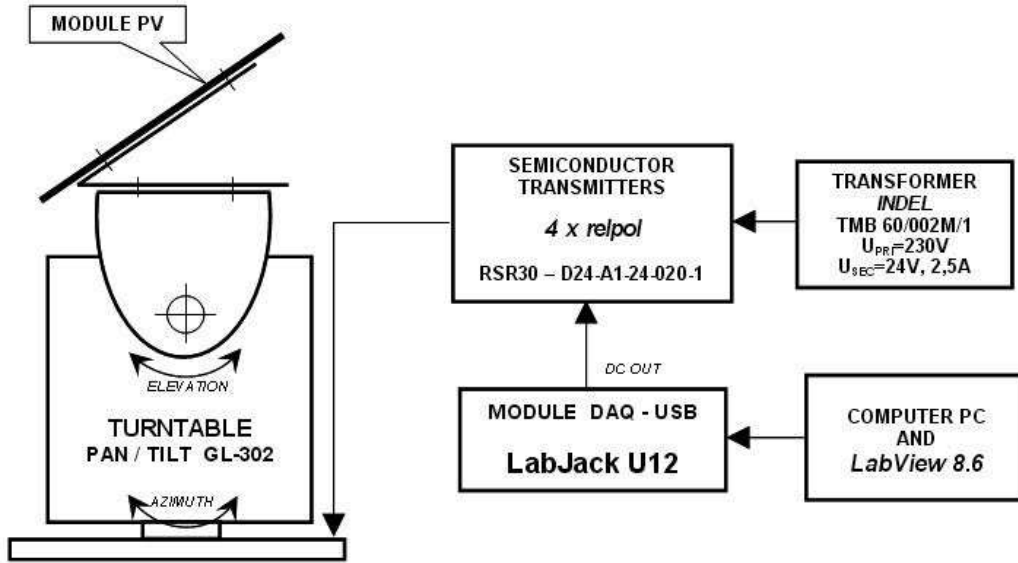 MODULE PV
SEMICONDUCTOR
TRANSMITTERS
4 x relpol
RSR30 – D24-A1-24-020-1
TRANSFORMER
INDEL
TMB 60/002M/1
U_PRI=230V
U_SEC=24V, 2,5A
DC OUT
ELEVATION
TURNTABLE
PAN / TILT GL-302
AZIMUTH
MODULE DAQ - USB
LabJack U12
COMPUTER PC
AND
LabView 8.6